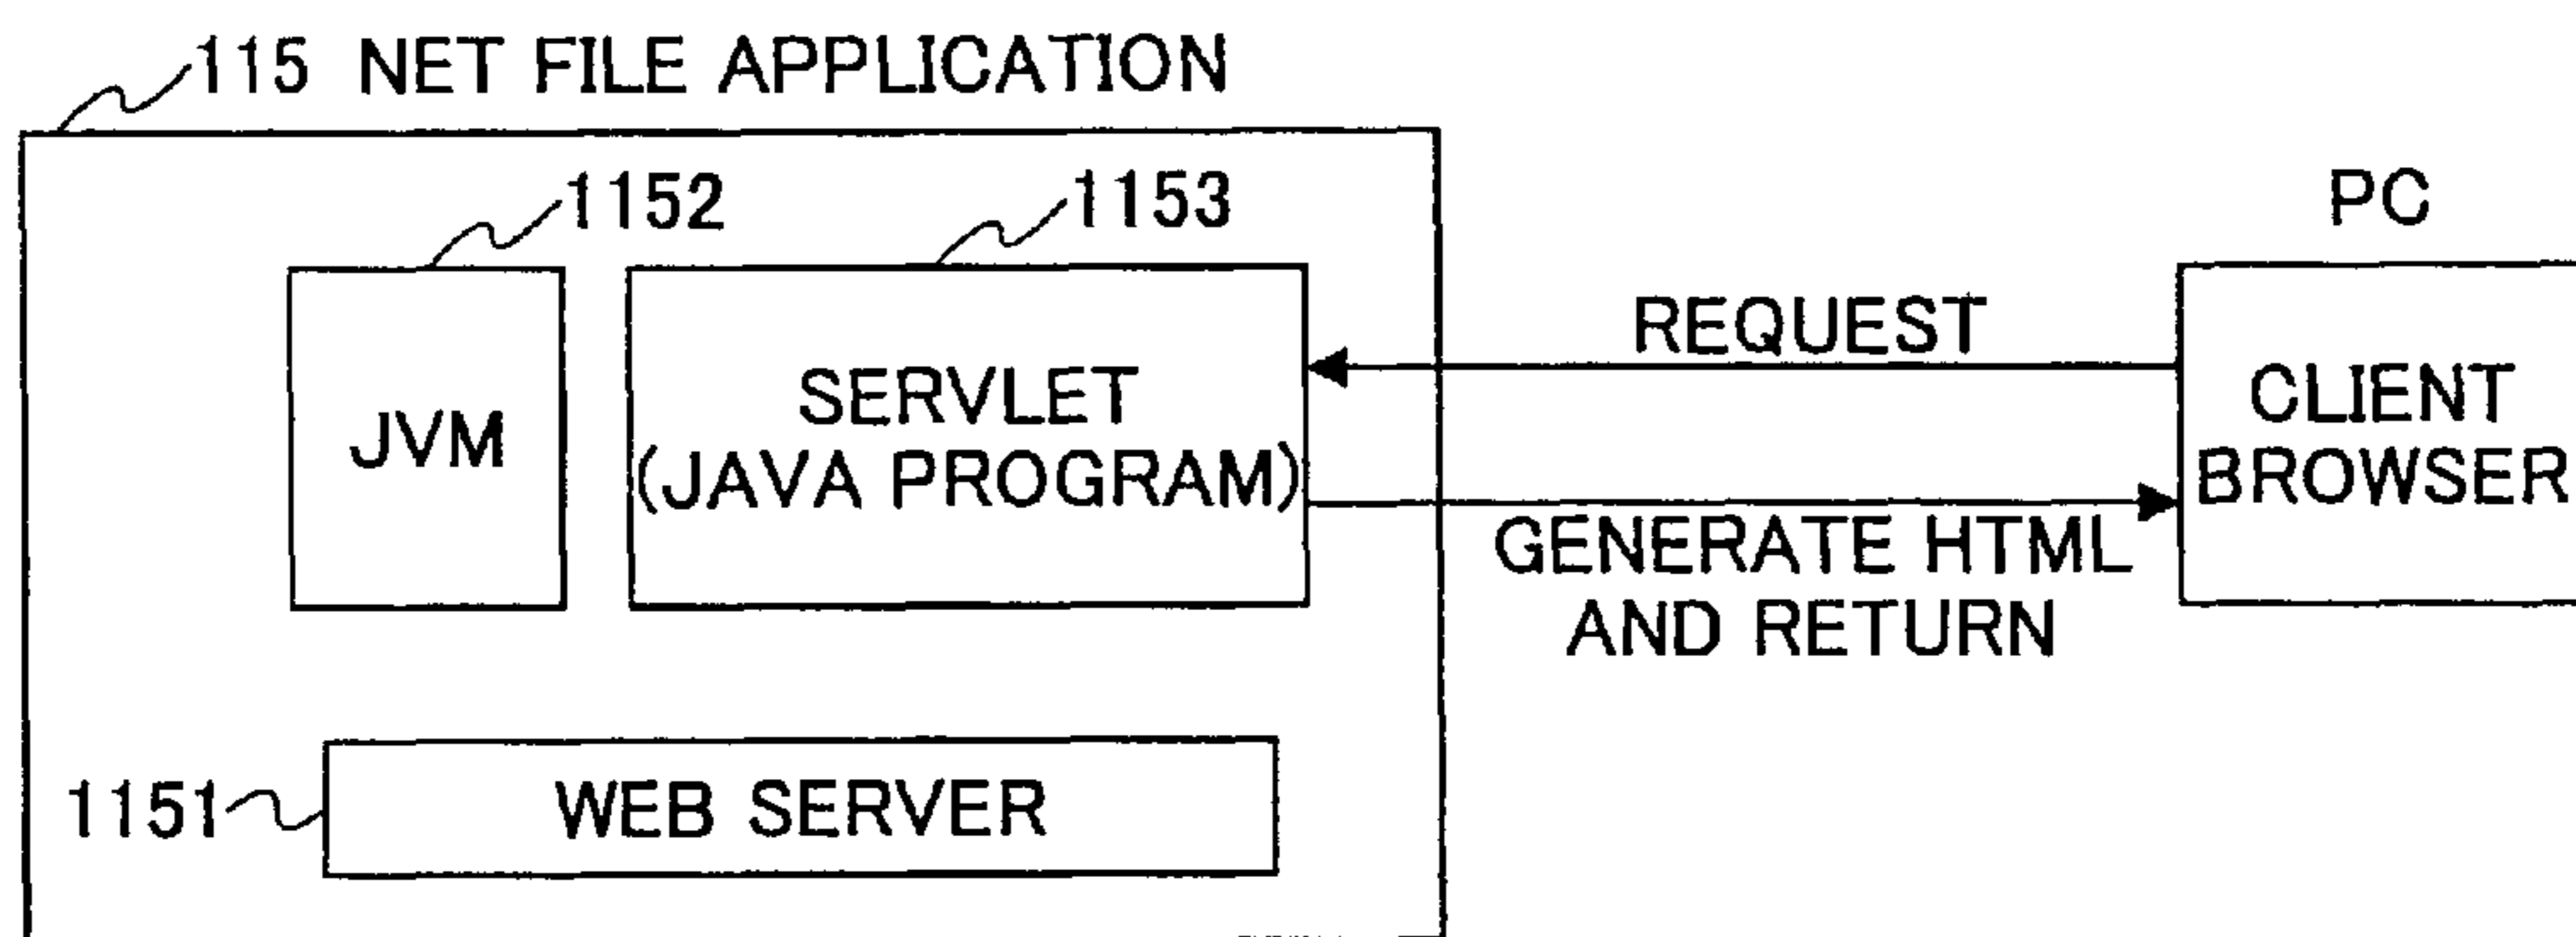 115 NET FILE APPLICATION
1152
1153
PC
JVM
SERVLET
(JAVA PROGRAM)
REQUEST
GENERATE HTML
AND RETURN
CLIENT
BROWSER
1151
WEB SERVER